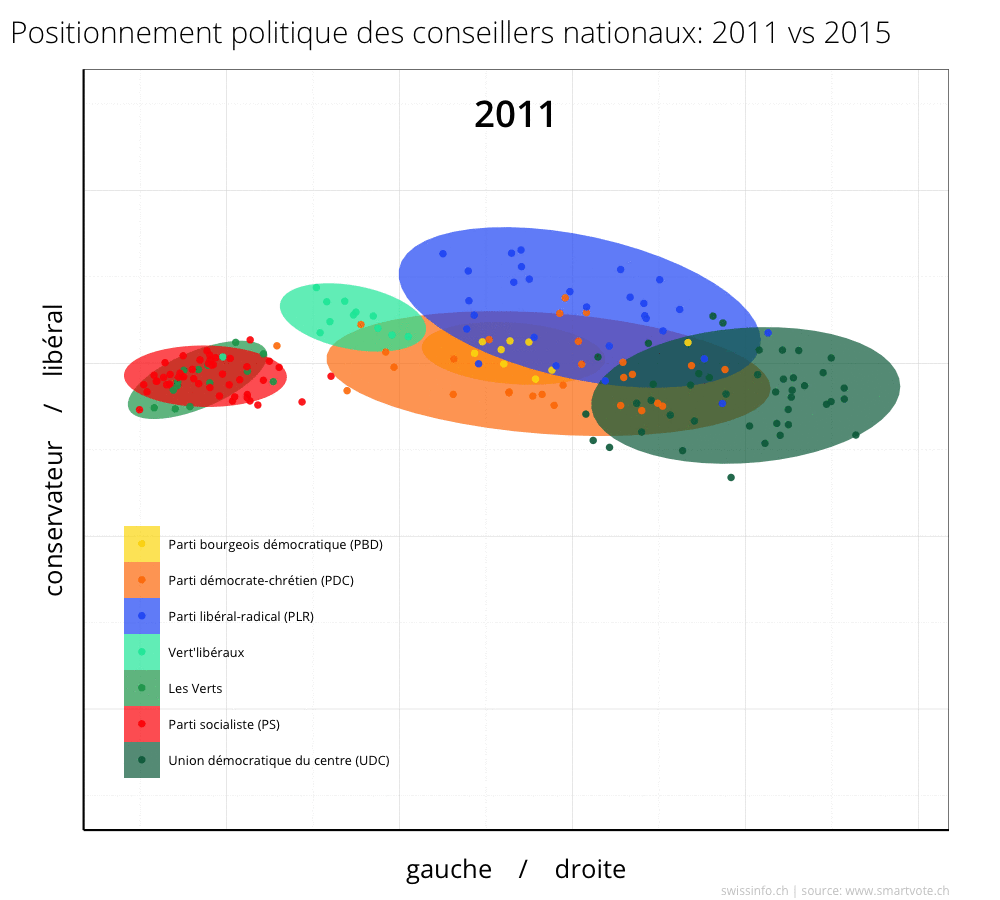 Positionnement politique des conseillers nationaux: 2011 vs 2015
2011
conservateur / libéral
Parti bourgeois démocratique (PBD)
Parti démocrate-chrétien (PDC)
Parti libéral-radical (PLR)
Vert'libéraux
Les Verts
Parti socialiste (PS)
Union démocratique du centre (UDC)
gauche / droite
swissinfo.ch | source: www.smartvote.ch